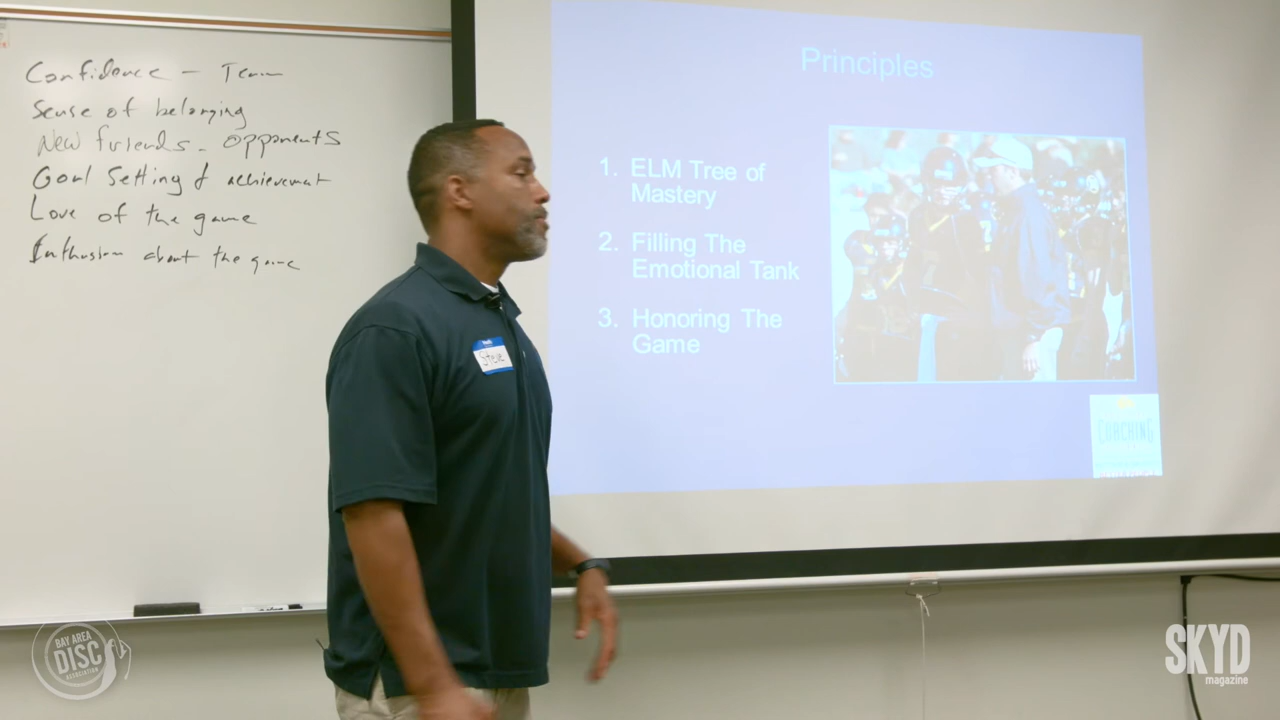 Confidence - Team
Sense of belonging
New friends - opponents
Goal Setting & achievement
Love of the game
Enthusiasm about the game
Principles
1. ELM Tree of
Mastery
2. Filling The
Emotional Tank
3. Honoring The
Game
COACHING
Steve
BAY AREA
DISC
ASSOCIATION
SKYD
magazine